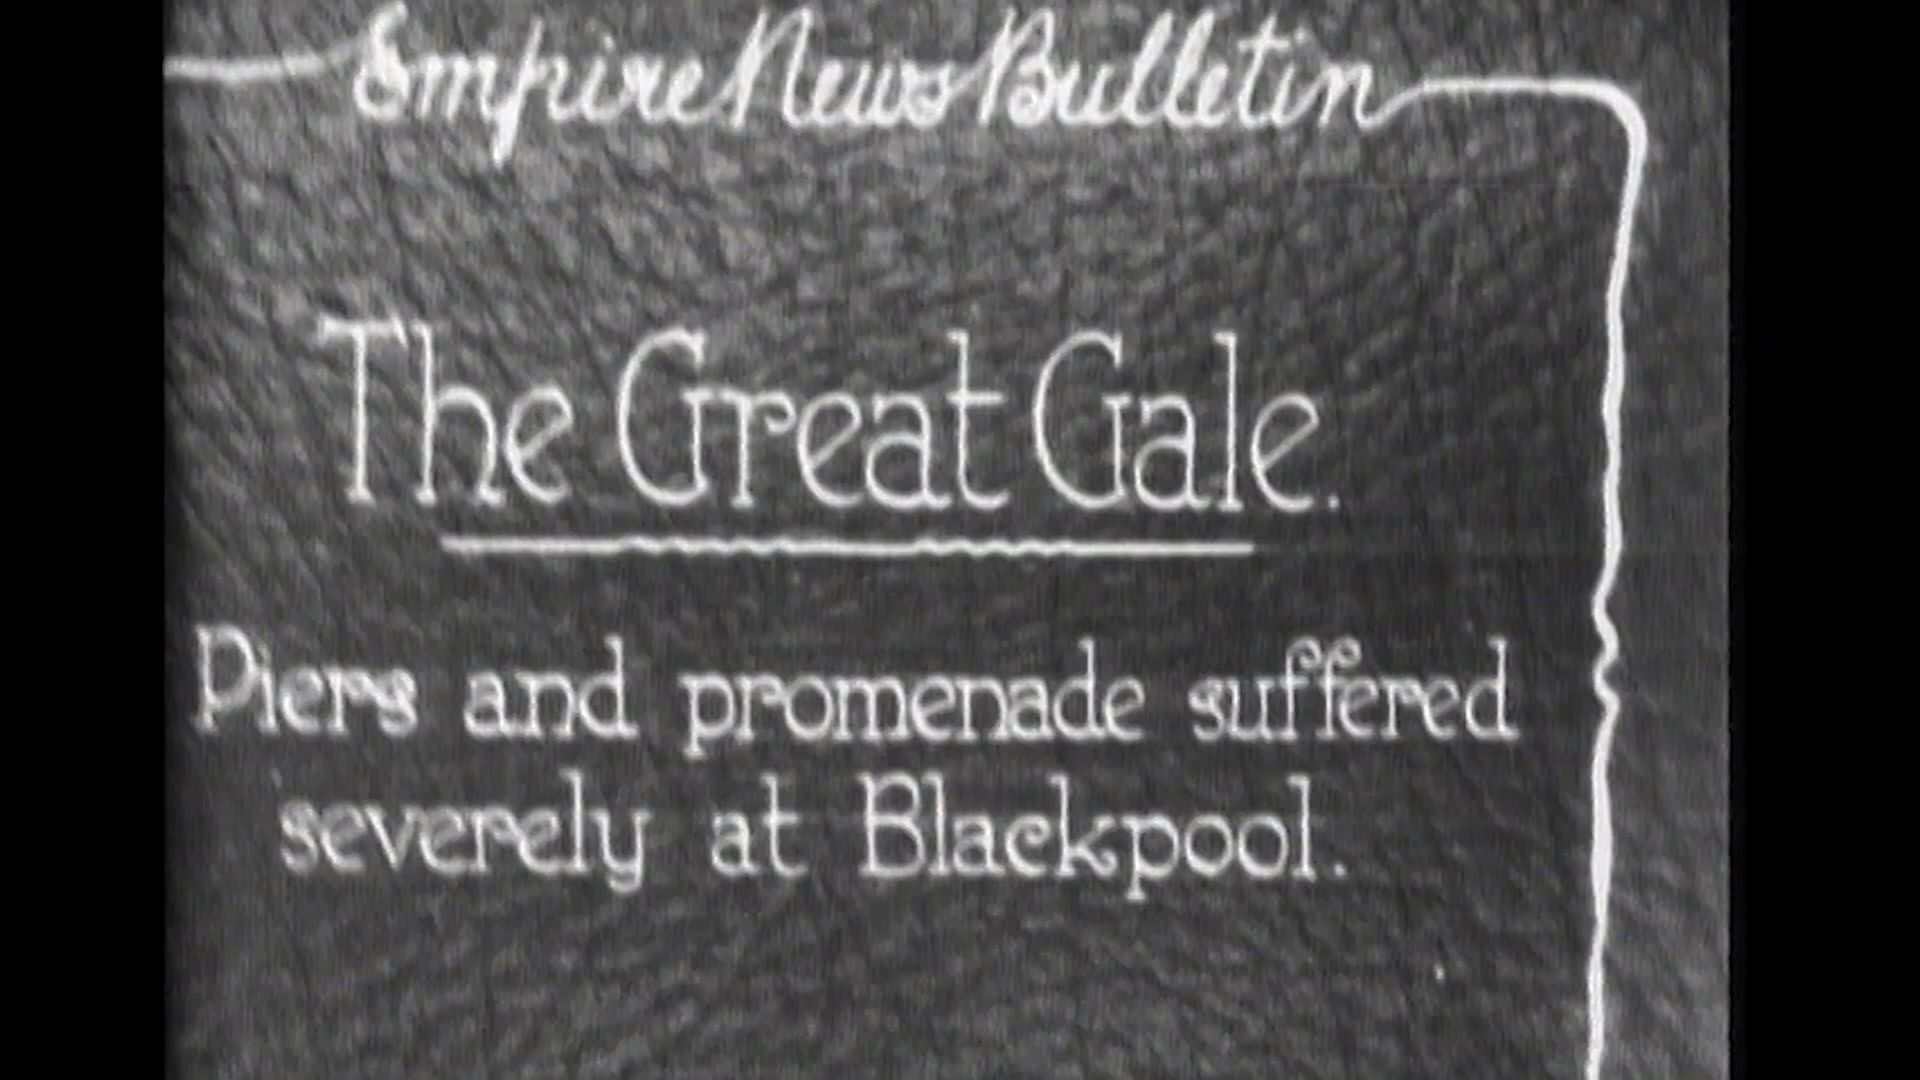 Empire News Bulletin
The Great Gale.
Piers and promenade suffered
severely at Blackpool.